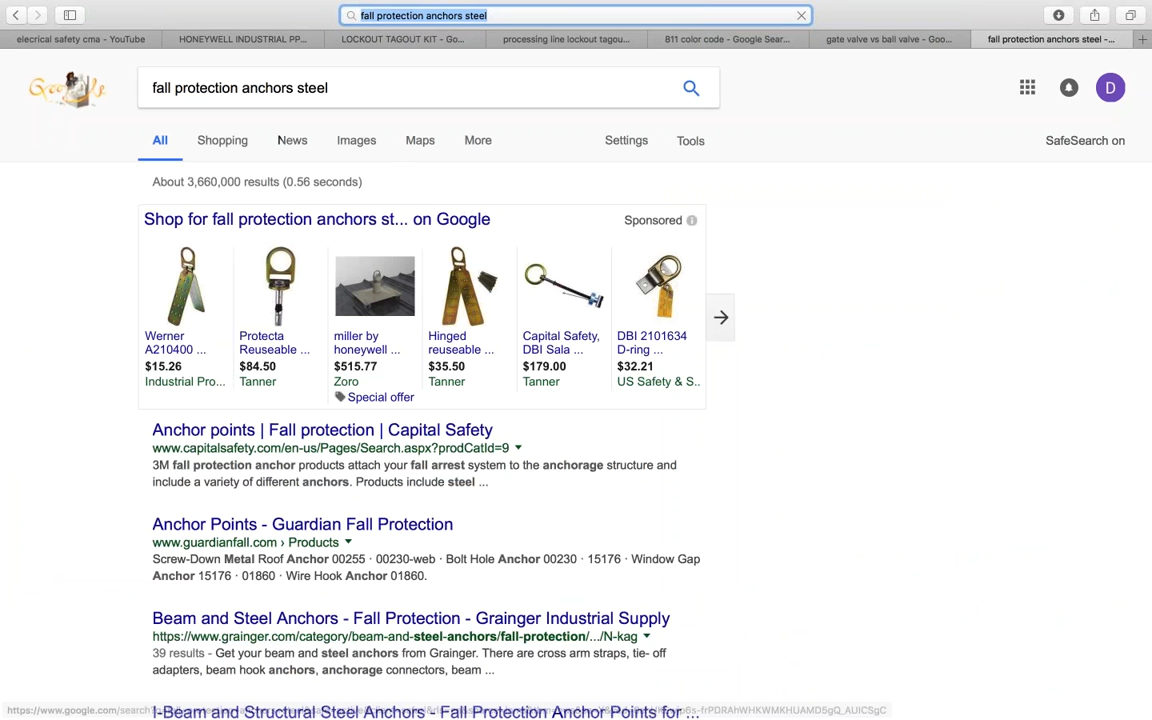 fall protection anchors steel
elecrical safety cma - YouTube
HONEYWELL INDUSTRIAL PP...
LOCKOUT TAGOUT KIT - Go...
processing line lockout tagou...
811 color code - Google Sear...
gate valve vs ball valve - Goo...
fall protection anchors steel -...
Google
fall protection anchors steel
D
All Shopping News Images Maps More Settings Tools SafeSearch on
About 3,660,000 results (0.56 seconds)
Shop for fall protection anchors st... on Google
Sponsored
Werner
A210400 ...
$15.26
Industrial Pro...
Protecta
Reuseable ...
$84.50
Tanner
miller by
honeywell ...
$515.77
Zoro
Special offer
Hinged
reuseable ...
$35.50
Tanner
Capital Safety,
DBI Sala ...
$179.00
Tanner
DBI 2101634
D-ring ...
$32.21
US Safety & S..
Anchor points | Fall protection | Capital Safety
www.capitalsafety.com/en-us/Pages/Search.aspx?prodCatId=9
3M fall protection anchor products attach your fall arrest system to the anchorage structure and
include a variety of different anchors. Products include steel ...
Anchor Points - Guardian Fall Protection
www.guardianfall.com › Products
Screw-Down Metal Roof Anchor 00255 · 00230-web · Bolt Hole Anchor 00230 · 15176 · Window Gap
Anchor 15176 · 01860 · Wire Hook Anchor 01860.
Beam and Steel Anchors - Fall Protection - Grainger Industrial Supply
https://www.grainger.com/category/beam-and-steel-anchors/fall-protection/.../N-kag
39 results - Get your beam and steel anchors from Grainger. There are cross arm straps, tie- off
adapters, beam hook anchors, anchorage connectors, beam ...
I-Beam and Structural Steel Anchors - Fall Protection Anchor Points for ...